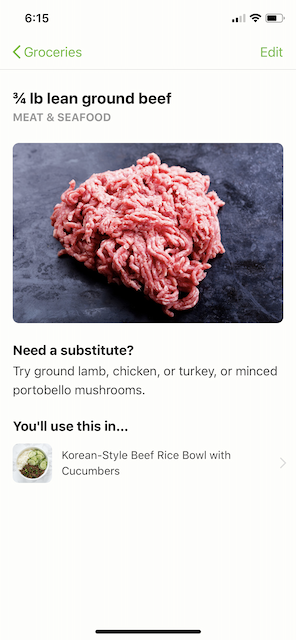 6:15
Groceries
Edit
¾ lb lean ground beef
MEAT & SEAFOOD
Need a substitute?
Try ground lamb, chicken, or turkey, or minced
portobello mushrooms.
You'll use this in...
Korean-Style Beef Rice Bowl with
Cucumbers